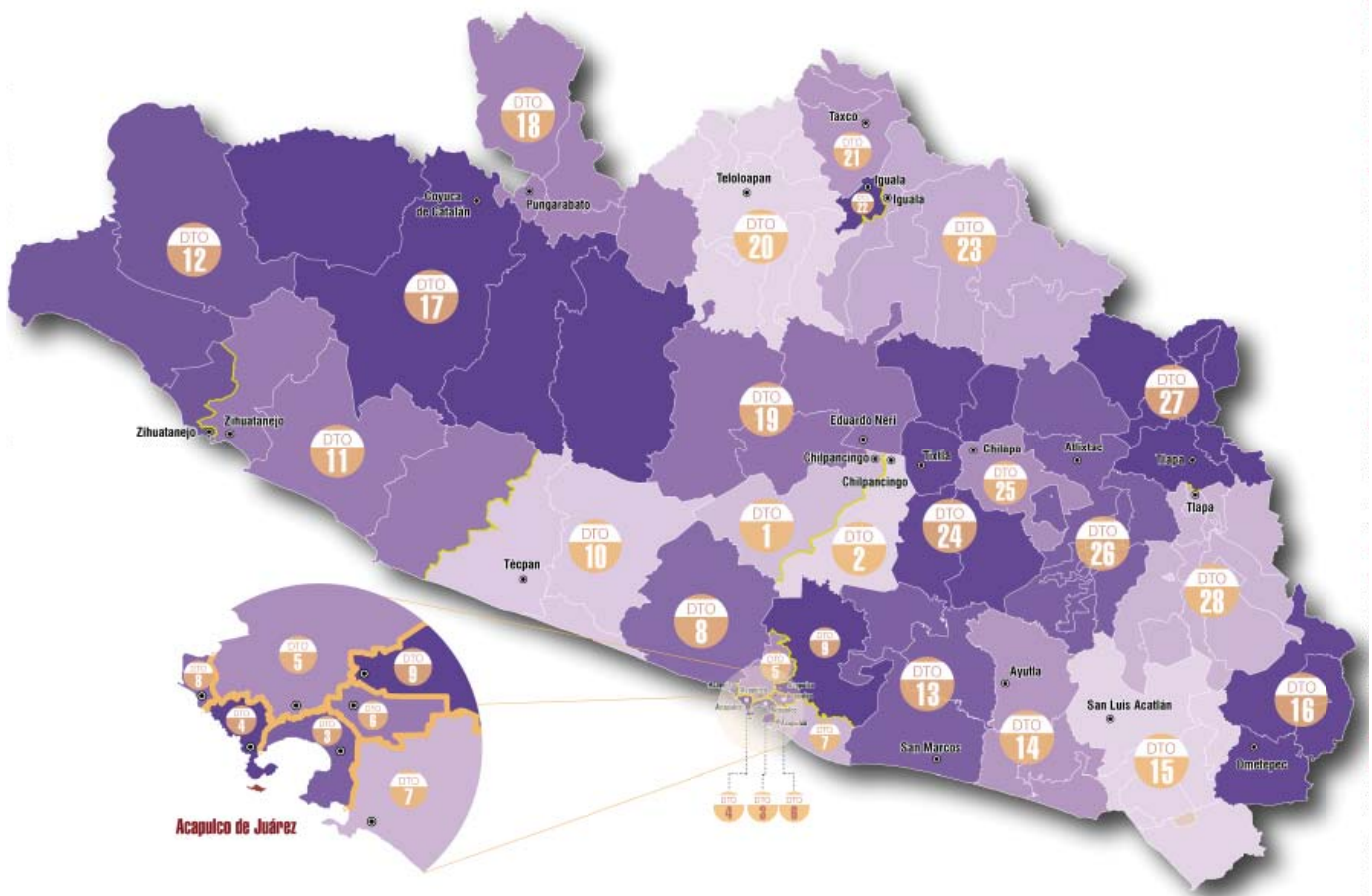 DTO
18
Taxco
DTO
21
Iguala
Iguala
DTO
22
Teloloapan
Coyuca
de Catalán
Pungarabato
DTO
12
DTO
20
DTO
23
DTO
17
DTO
27
DTO
19
Eduardo Neri
Zihuatanejo
Zihuatanejo
DTO
11
Chilpancingo
Chilpancingo
Tixtla
Chilapa
Atlixtac
Tlapa
DTO
25
Tlapa
DTO
1
DTO
2
DTO
24
DTO
26
DTO
10
Técpan
DTO
28
DTO
8
DTO
9
DTO
5
DTO
13
Ayutla
San Luis Acatlán
DTO
16
DTO
7
San Marcos
DTO
14
DTO
15
Ometepec
DTO
4
DTO
3
DTO
6
DTO
5
DTO
8
DTO
9
DTO
4
DTO
3
DTO
6
DTO
7
Acapulco de Juárez